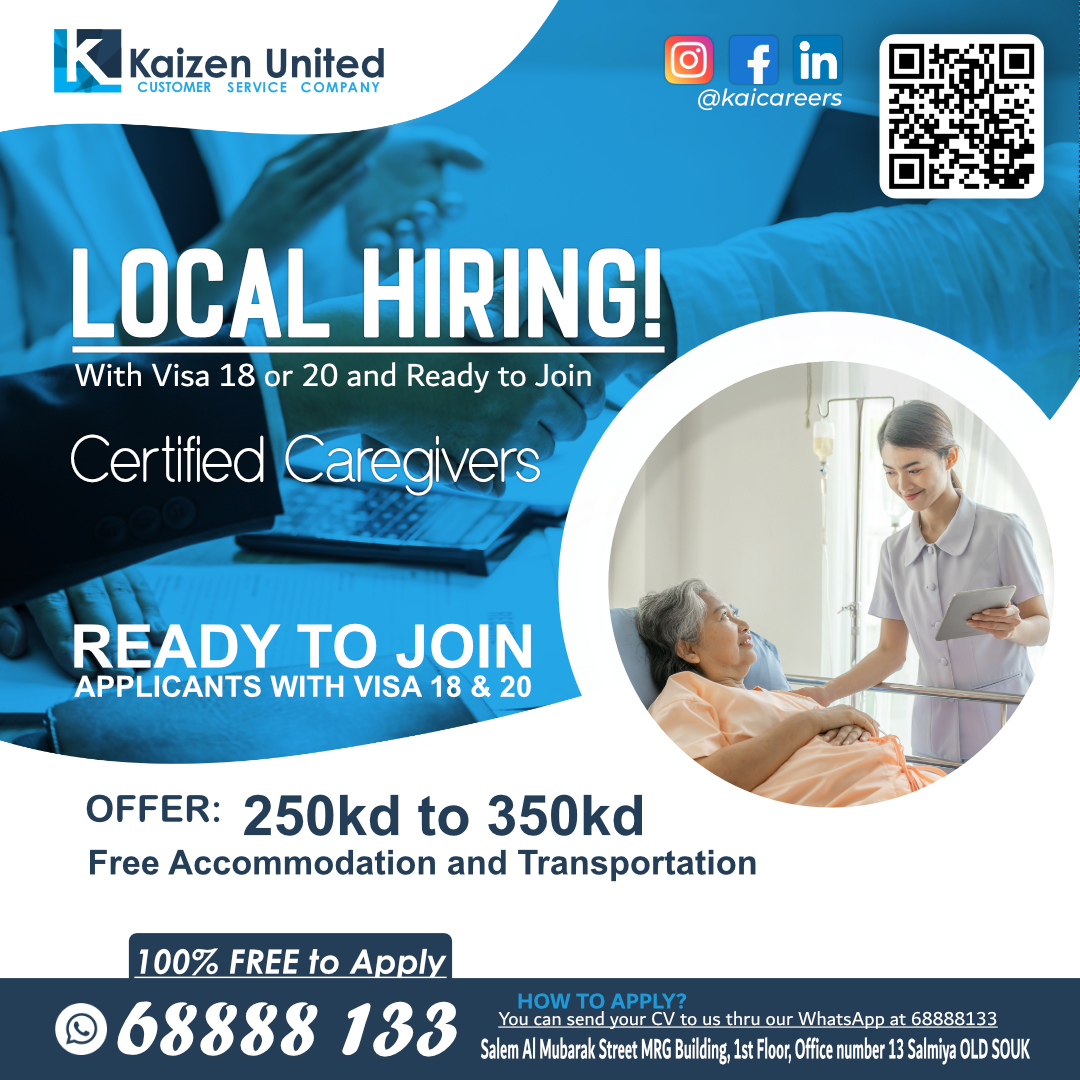 Kaizen United
CUSTOMER SERVICE COMPANY
@kaicareers
LOCAL HIRING!
With Visa 18 or 20 and Ready to Join
Certified Caregivers
READY TO JOIN
APPLICANTS WITH VISA 18 & 20
OFFER: 250kd to 350kd
Free Accommodation and Transportation
100% FREE to Apply
68888 133
HOW TO APPLY?
You can send your CV to us thru our WhatsApp at 68888133
Salem Al Mubarak Street MRG Building, 1st Floor, Office number 13 Salmiya OLD SOUK